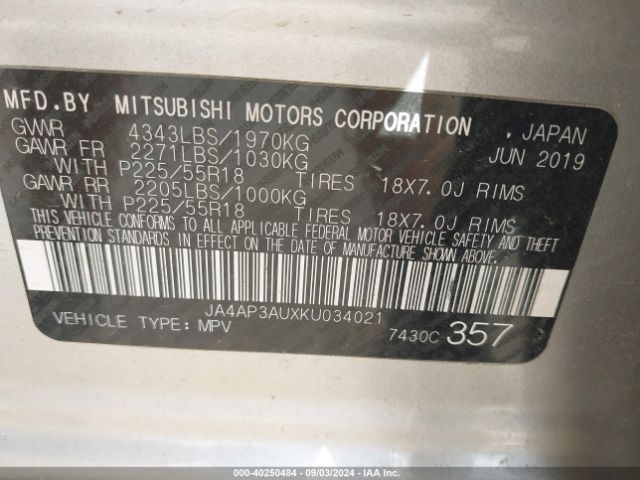 MFD.BY MITSUBISHI MOTORS CORPORATION . JAPAN
GVWR 4343LBS/1970KG JUN 2019
GAWR FR 2271LBS/1030KG
WITH P225/55R18 TIRES 18X7.0J RIMS
GAWR RR 2205LBS/1000KG
WITH P225/55R18 TIRES 18X7.0J RIMS
THIS VEHICLE CONFORMS TO ALL APPLICABLE FEDERAL MOTOR VEHICLE SAFETY AND THEFT
PREVENTION STANDARDS IN EFFECT ON THE DATE OF MANUFACTURE SHOWN ABOVE.
JA4AP3AUXKU034021
VEHICLE TYPE: MPV 7430C 357
000-40250484 - 09/03/2024 - IAA Inc.